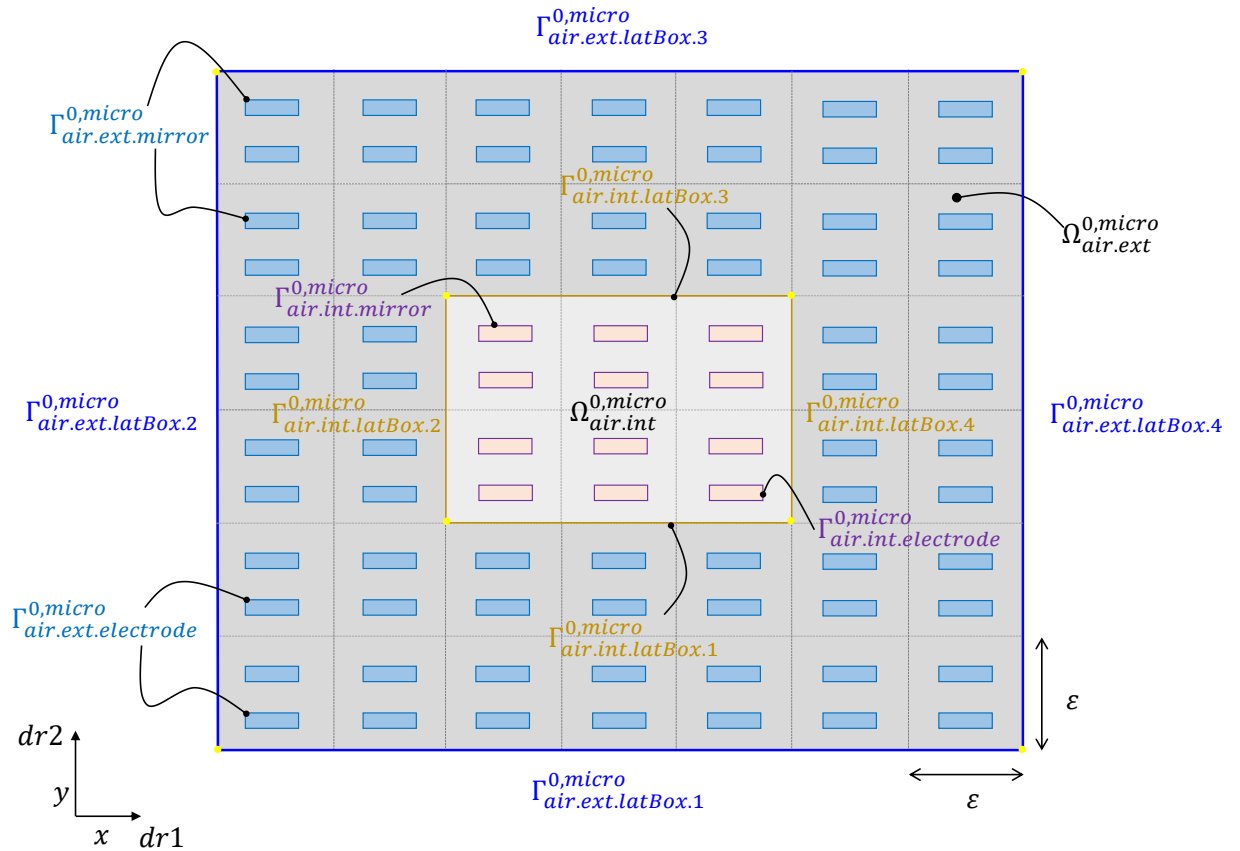 Γ^{0,micro}_{air.ext.latBox.3}
Γ^{0,micro}_{air.ext.mirror}
Γ^{0,micro}_{air.int.latBox.3}
Ω^{0,micro}_{air.ext}
Γ^{0,micro}_{air.int.mirror}
Γ^{0,micro}_{air.ext.latBox.2}
Γ^{0,micro}_{air.int.latBox.2}
Ω^{0,micro}_{air.int}
Γ^{0,micro}_{air.int.latBox.4}
Γ^{0,micro}_{air.ext.latBox.4}
Γ^{0,micro}_{air.int.electrode}
Γ^{0,micro}_{air.ext.electrode}
Γ^{0,micro}_{air.int.latBox.1}
ε
dr2
y
x
dr1
Γ^{0,micro}_{air.ext.latBox.1}
ε